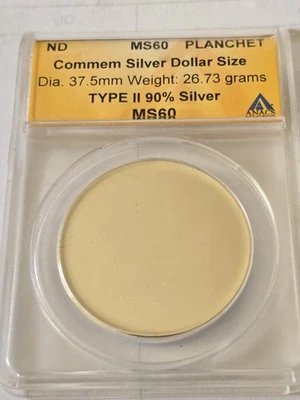 ND MS60 PLANCHET
Commem Silver Dollar Size
Dia. 37.5mm Weight: 26.73 grams
TYPE II 90% Silver
MS60
ANACS